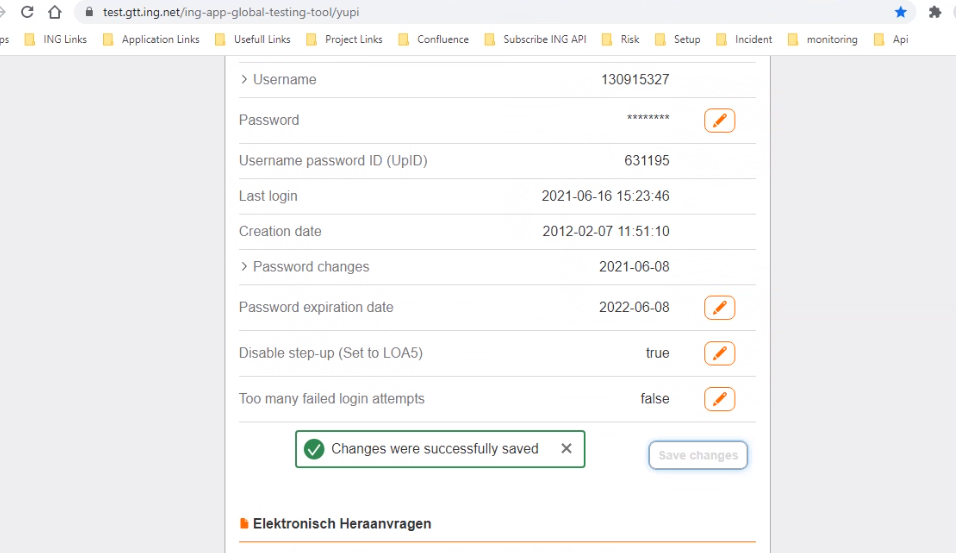 test.gtt.ing.net/ing-app-global-testing-tool/yupi
ps ING Links Application Links Usefull Links Project Links Confluence Subscribe ING API Risk Setup Incident monitoring Api
> Username 130915327
Password ********
Username password ID (UpID) 631195
Last login 2021-06-16 15:23:46
Creation date 2012-02-07 11:51:10
> Password changes 2021-06-08
Password expiration date 2022-06-08
Disable step-up (Set to LOA5) true
Too many failed login attempts false
Changes were successfully saved ✕
Save changes
Elektronisch Heraanvragen